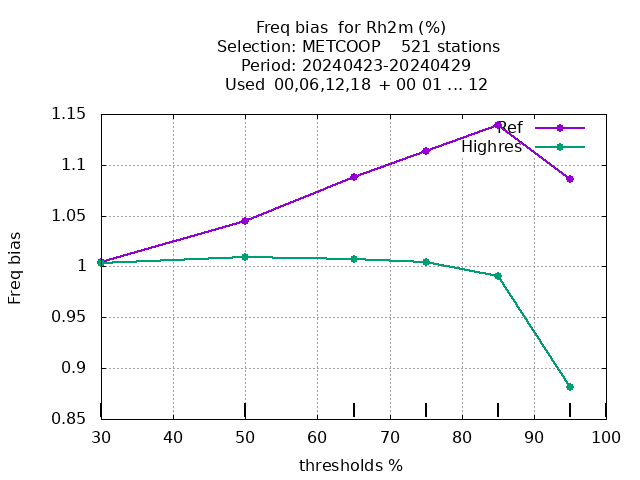 Freq bias  for Rh2m (%)
Selection: METCOOP    521 stations
Period: 20240423-20240429
Used  00,06,12,18  + 00 01 ... 12
1.15
1.1
1.05
1
0.95
0.9
0.85
Freq bias
Ref
Highres
30 40 50 60 70 80 90 100
thresholds %